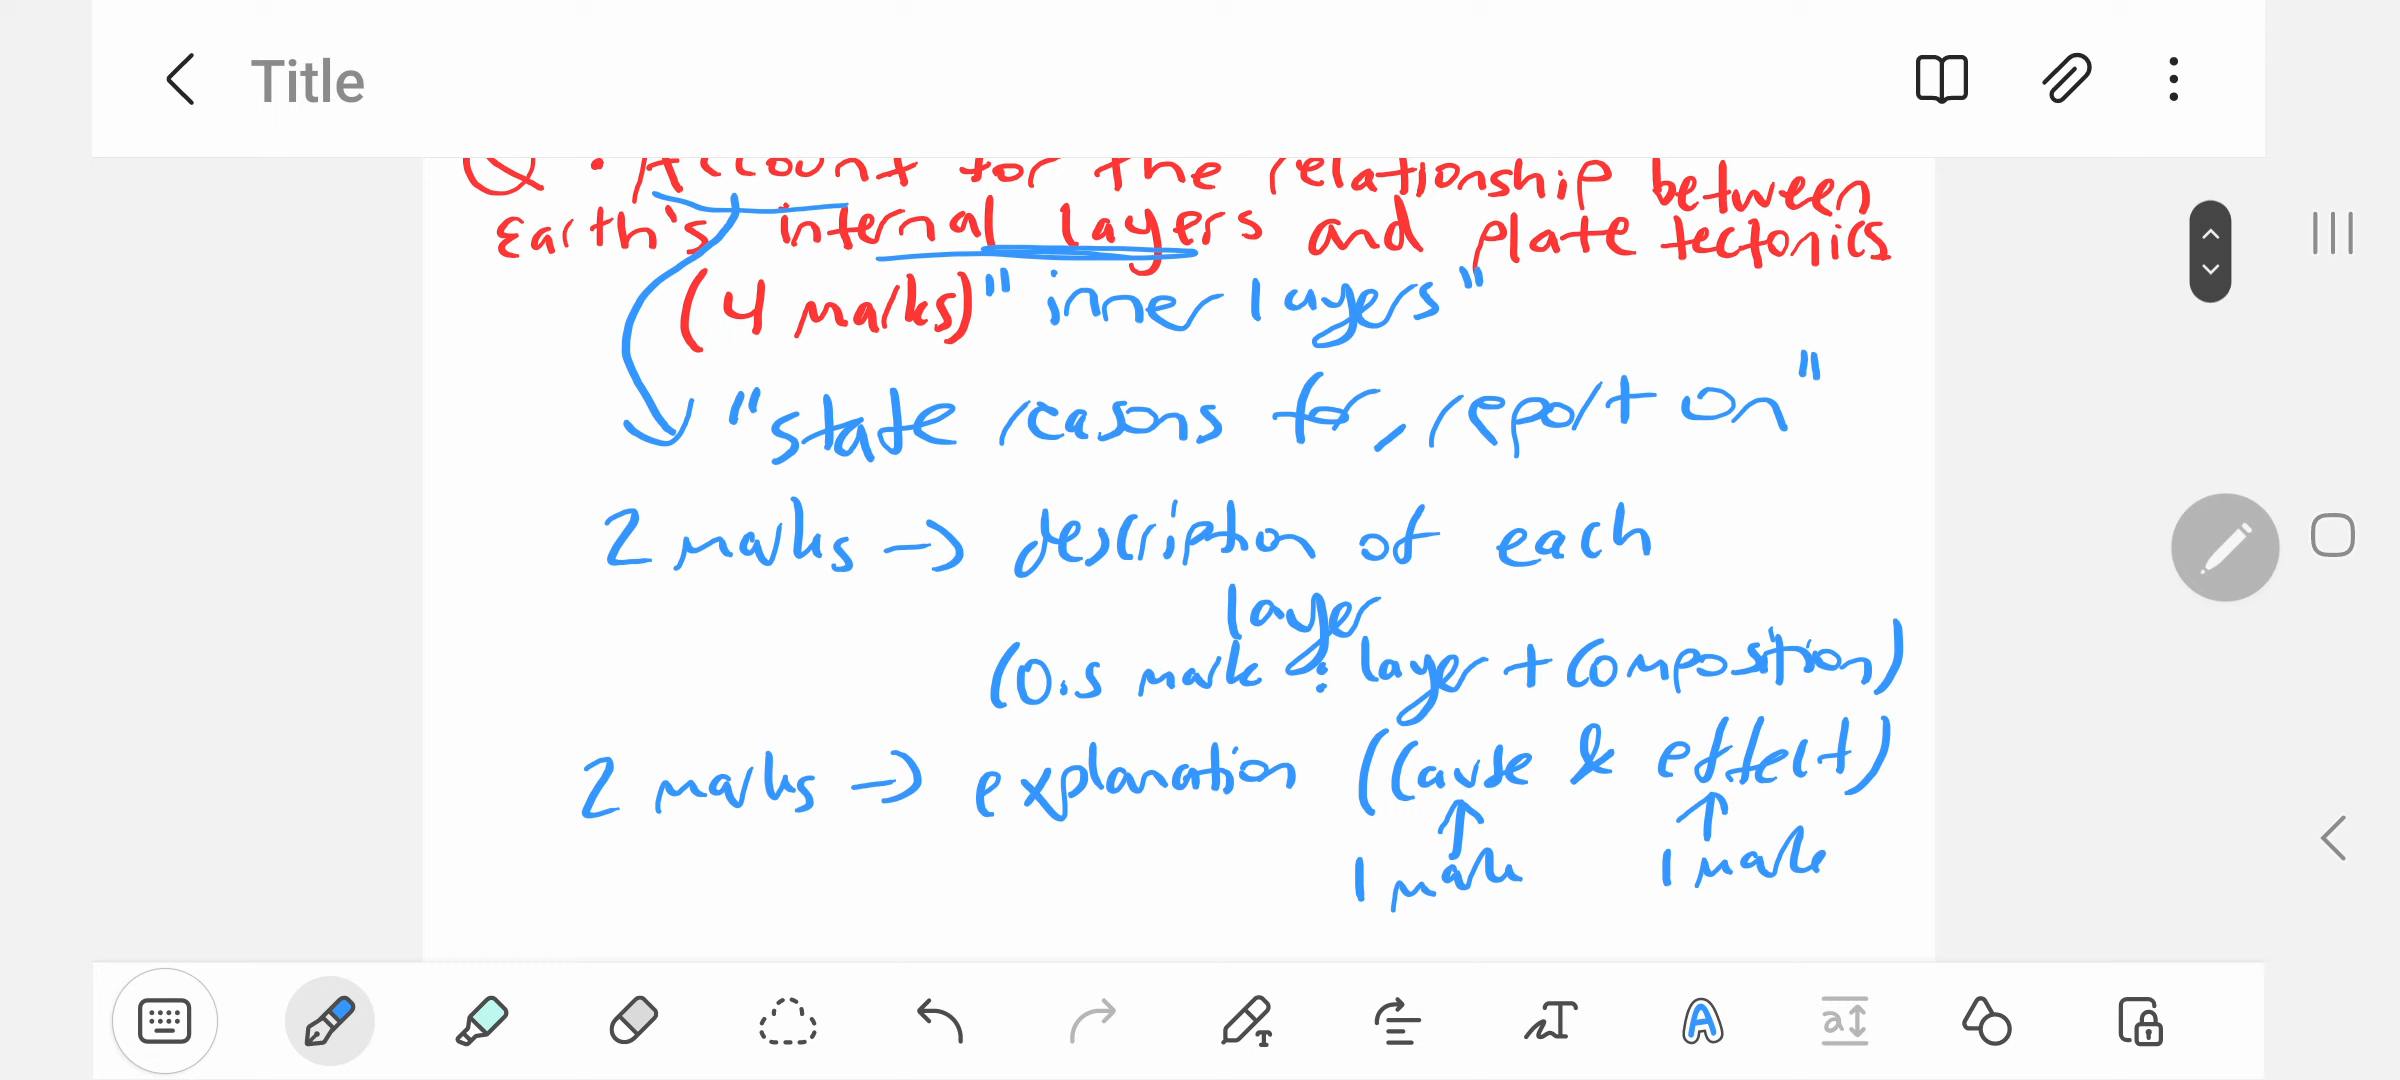 Title
Q. Account for the relationship between
Earth's internal layers and plate tectonics
(4 marks) "inner layers"
"state reasons for, report on"
2 marks → description of each
layer
(0.5 mark : layer + composition)
2 marks → explanation (cause & effect)
↑ ↑
1 mark 1 mark